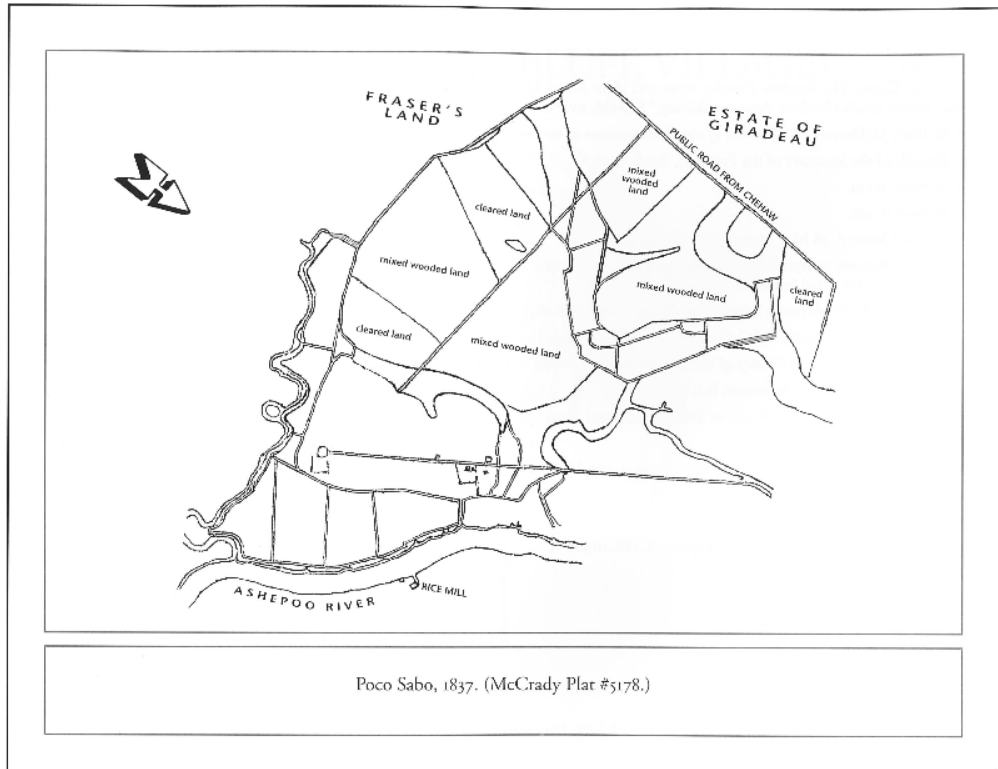 FRASER'S
LAND
ESTATE OF
GIRADEAU
PUBLIC ROAD FROM CHEHAW
mixed
wooded
land
cleared land
mixed wooded land
mixed wooded land
cleared
land
cleared land
mixed wooded land
ASHEPOO RIVER
RICE MILL
Poco Sabo, 1837. (McCrady Plat #5178.)